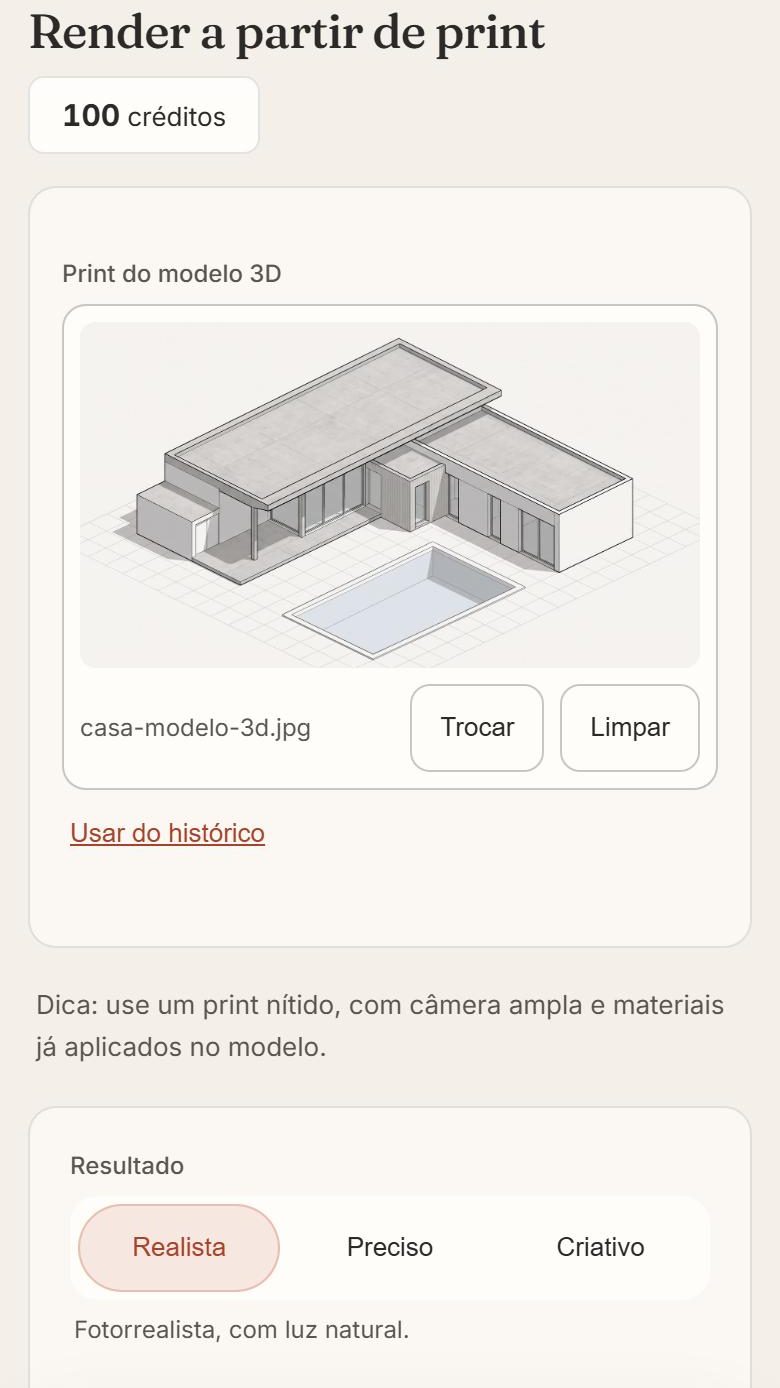 Render a partir de print
100 créditos
Print do modelo 3D
casa-modelo-3d.jpg
Trocar
Limpar
Usar do histórico
Dica: use um print nítido, com câmera ampla e materiais
já aplicados no modelo.
Resultado
Realista
Preciso
Criativo
Fotorrealista, com luz natural.